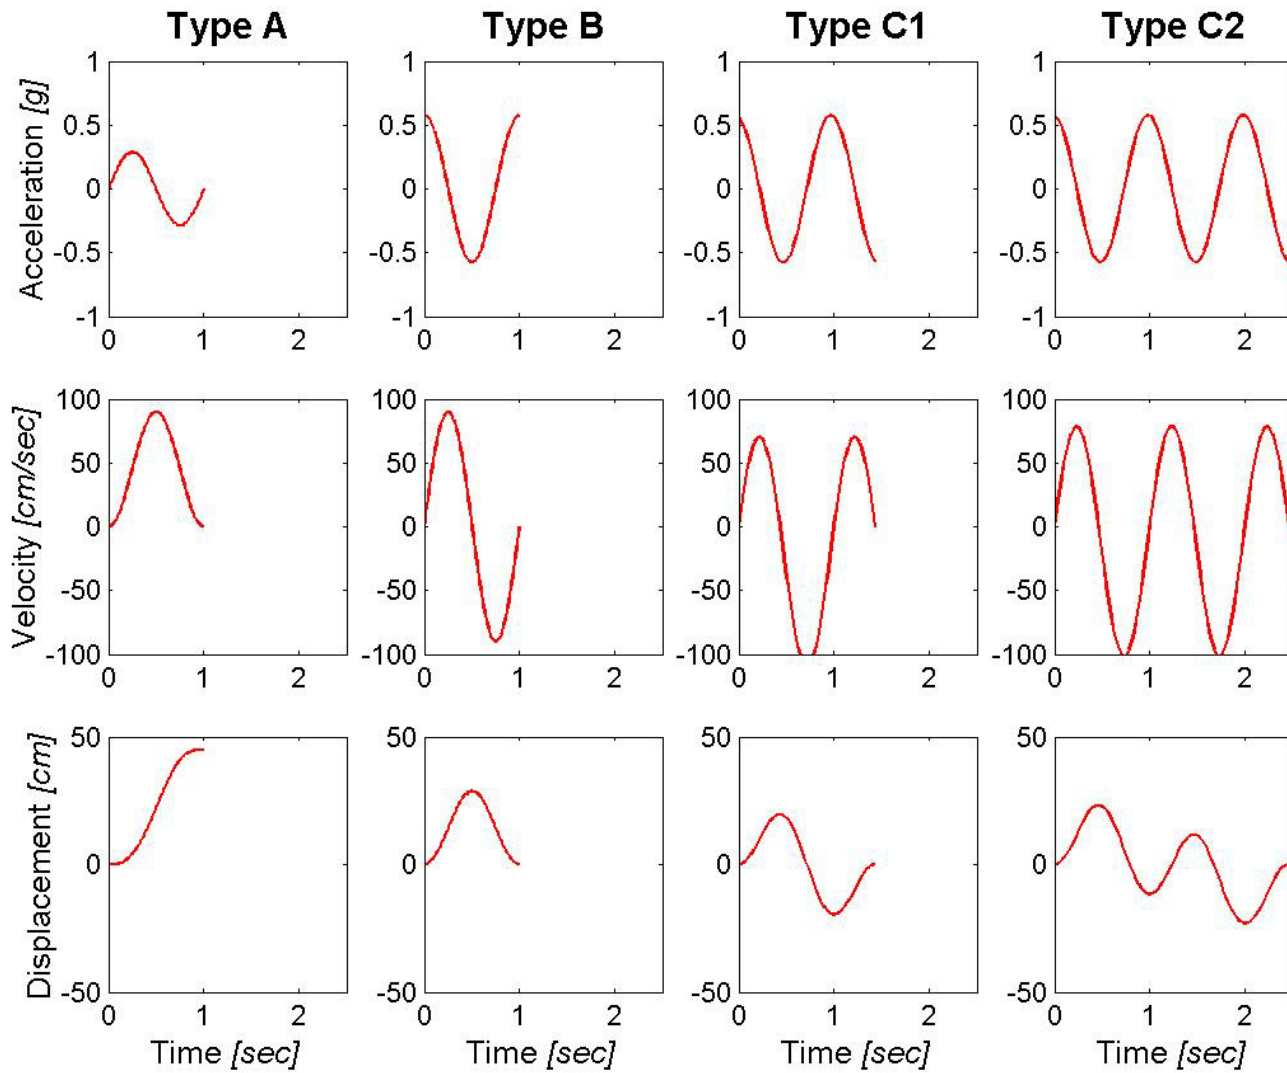 Type A Type B Type C1 Type C2
Acceleration [g]
1 1 1 1
0.5 0.5 0.5 0.5
0 0 0 0
-0.5 -0.5 -0.5 -0.5
-1 -1 -1 -1
0 1 2 0 1 2 0 1 2 0 1 2
Velocity [cm/sec]
100 100 100 100
50 50 50 50
0 0 0 0
-50 -50 -50 -50
-100 -100 -100 -100
0 1 2 0 1 2 0 1 2 0 1 2
Displacement [cm]
50 50 50 50
0 0 0 0
-50 -50 -50 -50
0 1 2 0 1 2 0 1 2 0 1 2
Time [sec] Time [sec] Time [sec] Time [sec]